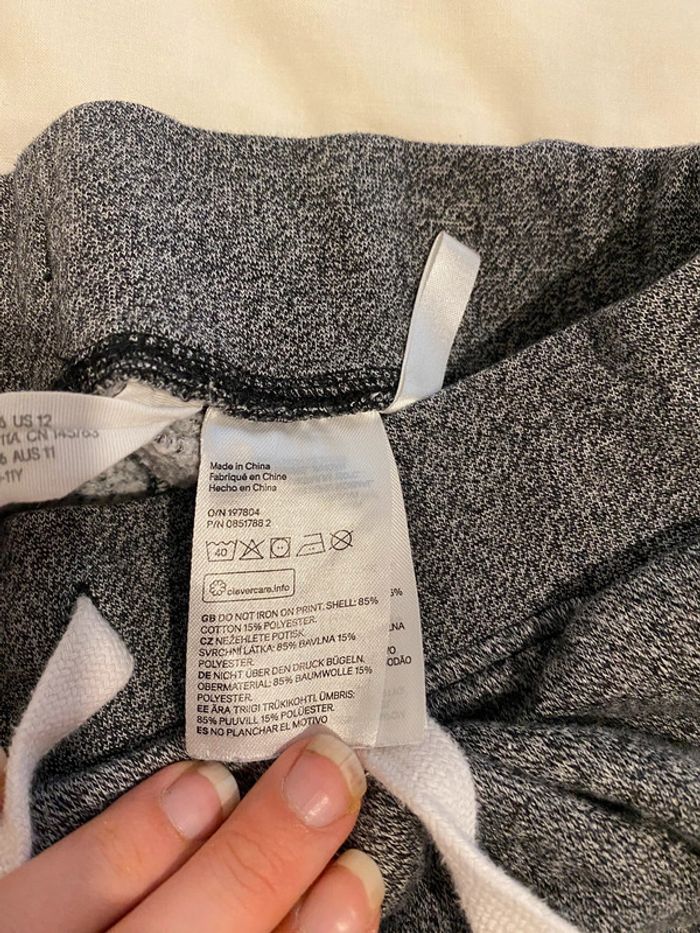 US 12
CN 145/63
AUS 11
-11Y
Made in China
Fabriqué en Chine
Hecho en China
O/N 197804
P/N 0851788 2
40
clevercare.info
GB DO NOT IRON ON PRINT. SHELL: 85%
COTTON 15% POLYESTER.
CZ NEŽEHLETE POTISK.
SVRCHNÍ LÁTKA: 85% BAVLNA 15%
POLYESTER.
DE NICHT ÜBER DEN DRUCK BÜGELN.
OBERMATERIAL: 85% BAUMWOLLE 15%
POLYESTER.
EE ÄRA TRIIGI TRÜKIKOHTI. ÜMBRIS:
85% PUUVILL 15% POLÜESTER.
ES NO PLANCHAR EL MOTIVO